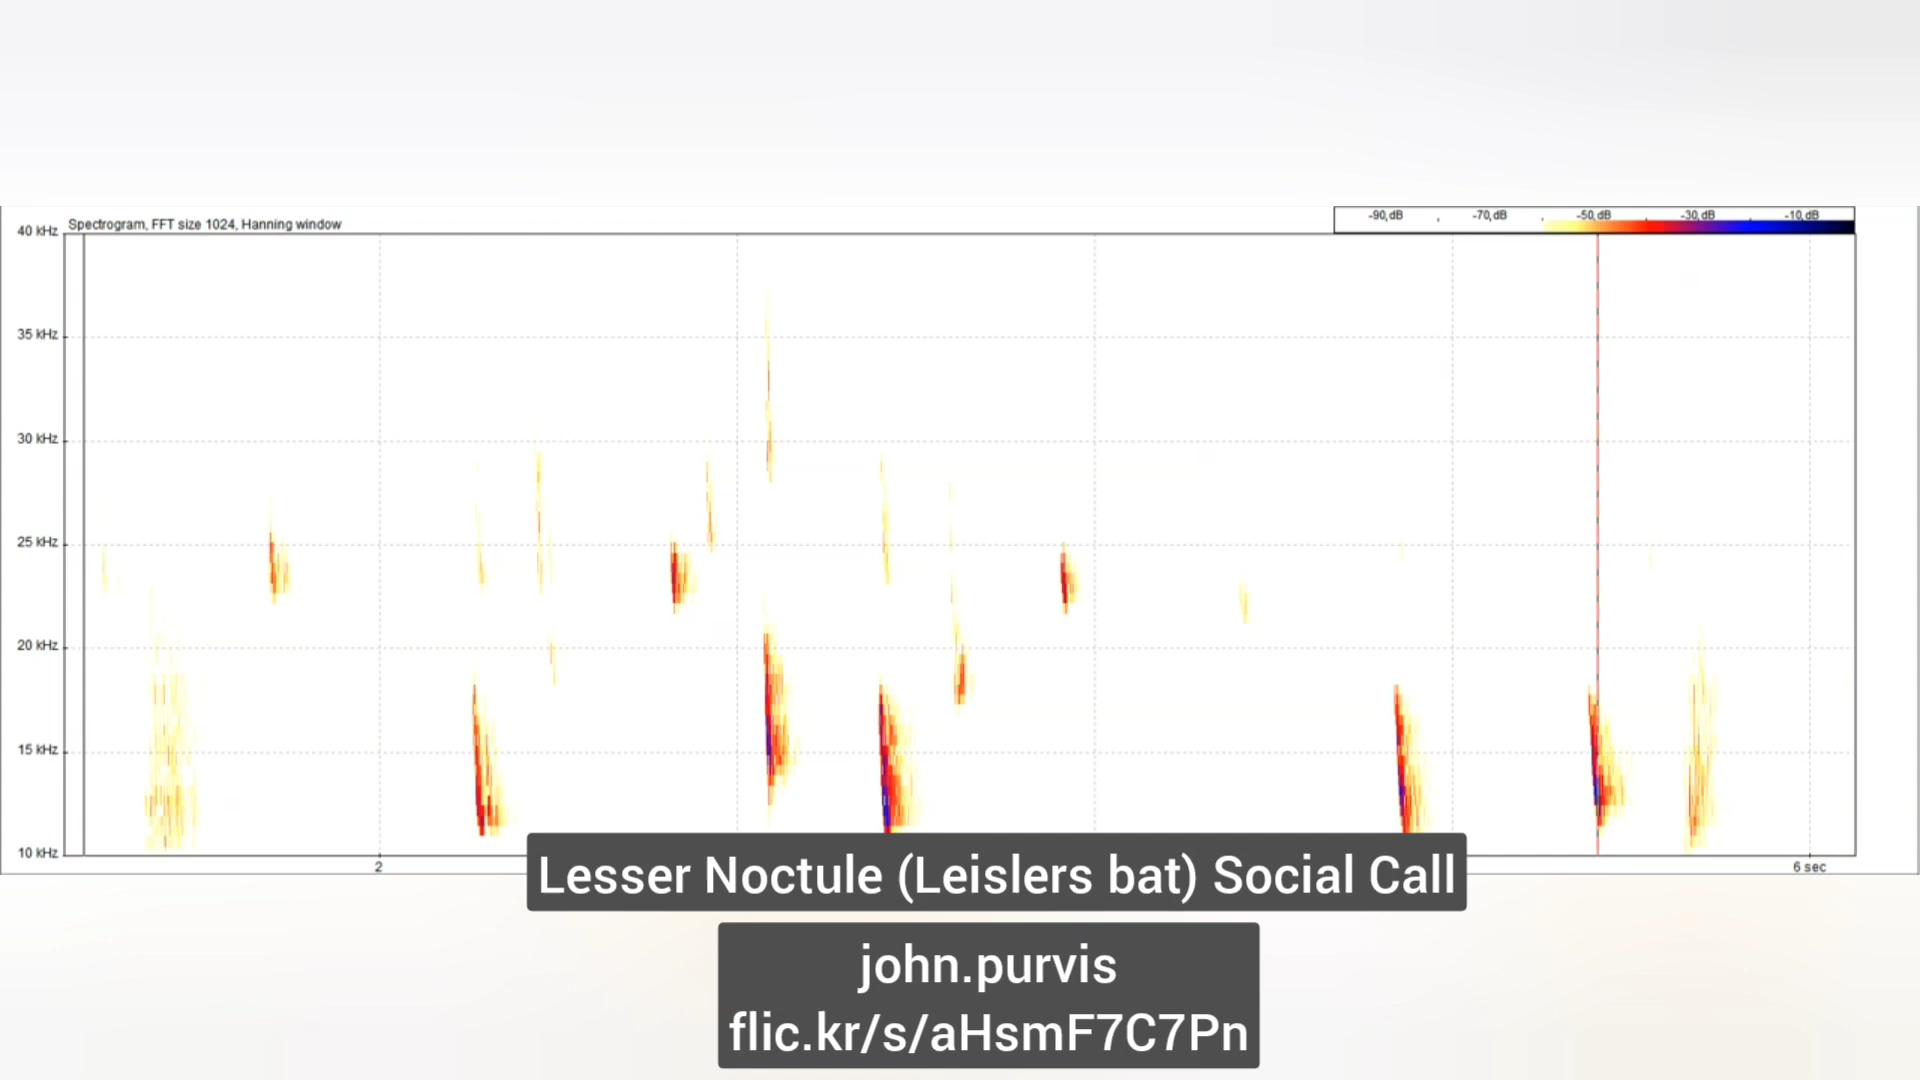 Spectrogram, FFT size 1024, Hanning window
-90,dB -70,dB -50,dB -30,dB -10,dB
40 kHz
35 kHz
30 kHz
25 kHz
20 kHz
15 kHz
10 kHz
2 6 sec
Lesser Noctule (Leislers bat) Social Call
john.purvis
flic.kr/s/aHsmF7C7Pn